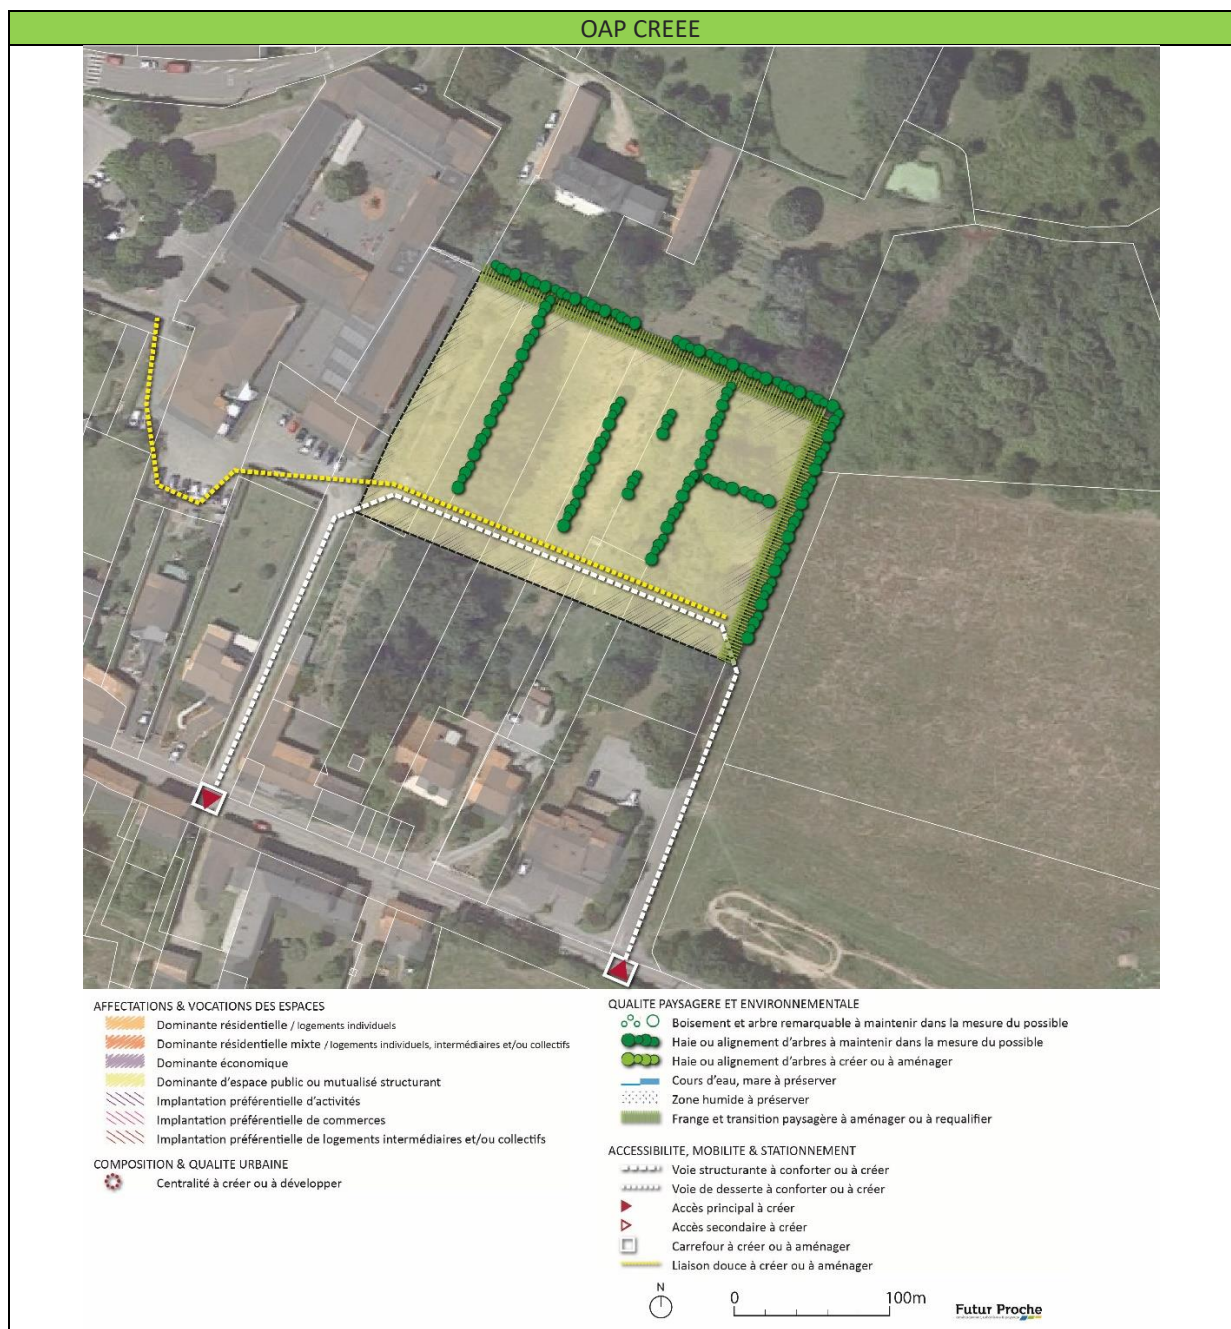 OAP CREEE
AFFECTATIONS & VOCATIONS DES ESPACES
Dominante résidentielle / logements individuels
Dominante résidentielle mixte / logements individuels, intermédiaires et/ou collectifs
Dominante économique
Dominante d'espace public ou mutualisé structurant
Implantation préférentielle d'activités
Implantation préférentielle de commerces
Implantation préférentielle de logements intermédiaires et/ou collectifs
COMPOSITION & QUALITE URBAINE
Centralité à créer ou à développer
QUALITE PAYSAGERE ET ENVIRONNEMENTALE
Boisement et arbre remarquable à maintenir dans la mesure du possible
Haie ou alignement d'arbres à maintenir dans la mesure du possible
Haie ou alignement d'arbres à créer ou à aménager
Cours d'eau, mare à préserver
Zone humide à préserver
Frange et transition paysagère à aménager ou à requalifier
ACCESSIBILITE, MOBILITE & STATIONNEMENT
Voie structurante à conforter ou à créer
Voie de desserte à conforter ou à créer
Accès principal à créer
Accès secondaire à créer
Carrefour à créer ou à aménager
Liaison douce à créer ou à aménager
N
0 100m
Futur Proche